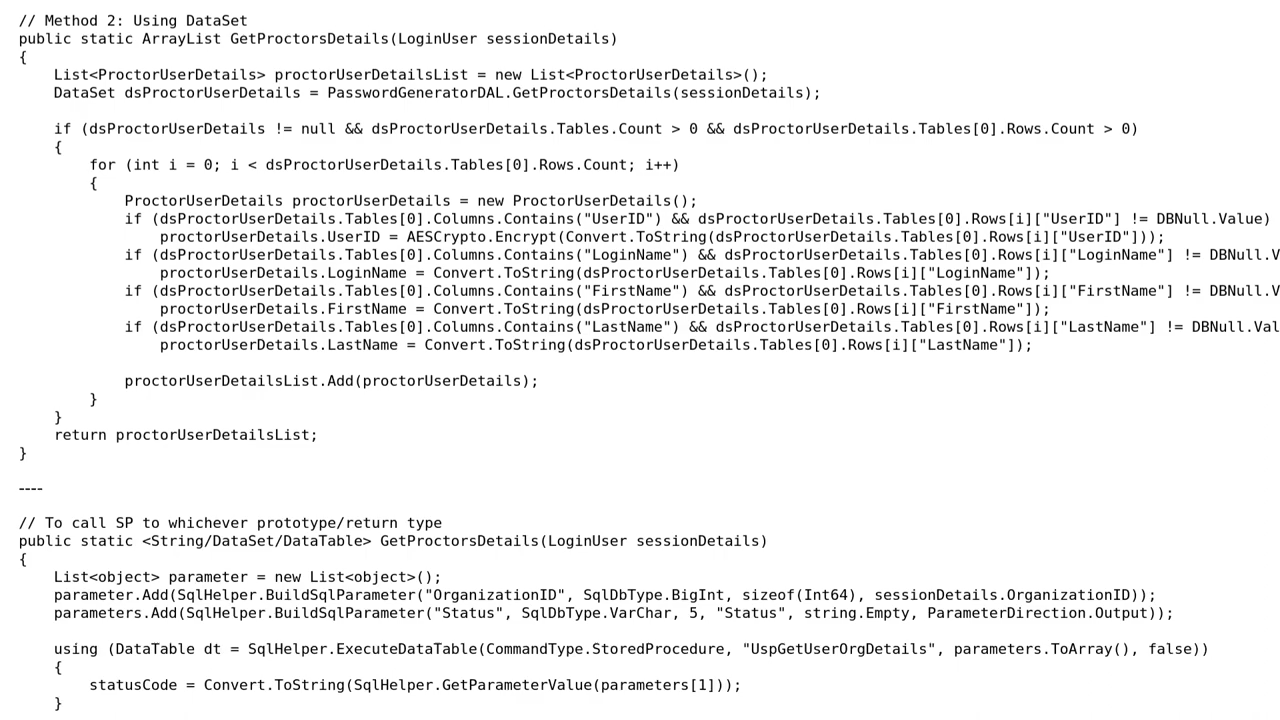 // Method 2: Using DataSet
public static ArrayList GetProctorsDetails(LoginUser sessionDetails)
{
    List<ProctorUserDetails> proctorUserDetailsList = new List<ProctorUserDetails>();
    DataSet dsProctorUserDetails = PasswordGeneratorDAL.GetProctorsDetails(sessionDetails);

    if (dsProctorUserDetails != null && dsProctorUserDetails.Tables.Count > 0 && dsProctorUserDetails.Tables[0].Rows.Count > 0)
    {
        for (int i = 0; i < dsProctorUserDetails.Tables[0].Rows.Count; i++)
        {
            ProctorUserDetails proctorUserDetails = new ProctorUserDetails();
            if (dsProctorUserDetails.Tables[0].Columns.Contains("UserID") && dsProctorUserDetails.Tables[0].Rows[i]["UserID"] != DBNull.Value)
                proctorUserDetails.UserID = AESCrypto.Encrypt(Convert.ToString(dsProctorUserDetails.Tables[0].Rows[i]["UserID"]));
            if (dsProctorUserDetails.Tables[0].Columns.Contains("LoginName") && dsProctorUserDetails.Tables[0].Rows[i]["LoginName"] != DBNull.V
                proctorUserDetails.LoginName = Convert.ToString(dsProctorUserDetails.Tables[0].Rows[i]["LoginName"]);
            if (dsProctorUserDetails.Tables[0].Columns.Contains("FirstName") && dsProctorUserDetails.Tables[0].Rows[i]["FirstName"] != DBNull.V
                proctorUserDetails.FirstName = Convert.ToString(dsProctorUserDetails.Tables[0].Rows[i]["FirstName"]);
            if (dsProctorUserDetails.Tables[0].Columns.Contains("LastName") && dsProctorUserDetails.Tables[0].Rows[i]["LastName"] != DBNull.Val
                proctorUserDetails.LastName = Convert.ToString(dsProctorUserDetails.Tables[0].Rows[i]["LastName"]);

            proctorUserDetailsList.Add(proctorUserDetails);
        }
    }
    return proctorUserDetailsList;
}

----

// To call SP to whichever prototype/return type
public static <String/DataSet/DataTable> GetProctorsDetails(LoginUser sessionDetails)
{
    List<object> parameter = new List<object>();
    parameter.Add(SqlHelper.BuildSqlParameter("OrganizationID", SqlDbType.BigInt, sizeof(Int64), sessionDetails.OrganizationID));
    parameters.Add(SqlHelper.BuildSqlParameter("Status", SqlDbType.VarChar, 5, "Status", string.Empty, ParameterDirection.Output));

    using (DataTable dt = SqlHelper.ExecuteDataTable(CommandType.StoredProcedure, "UspGetUserOrgDetails", parameters.ToArray(), false))
    {
        statusCode = Convert.ToString(SqlHelper.GetParameterValue(parameters[1]));
    }